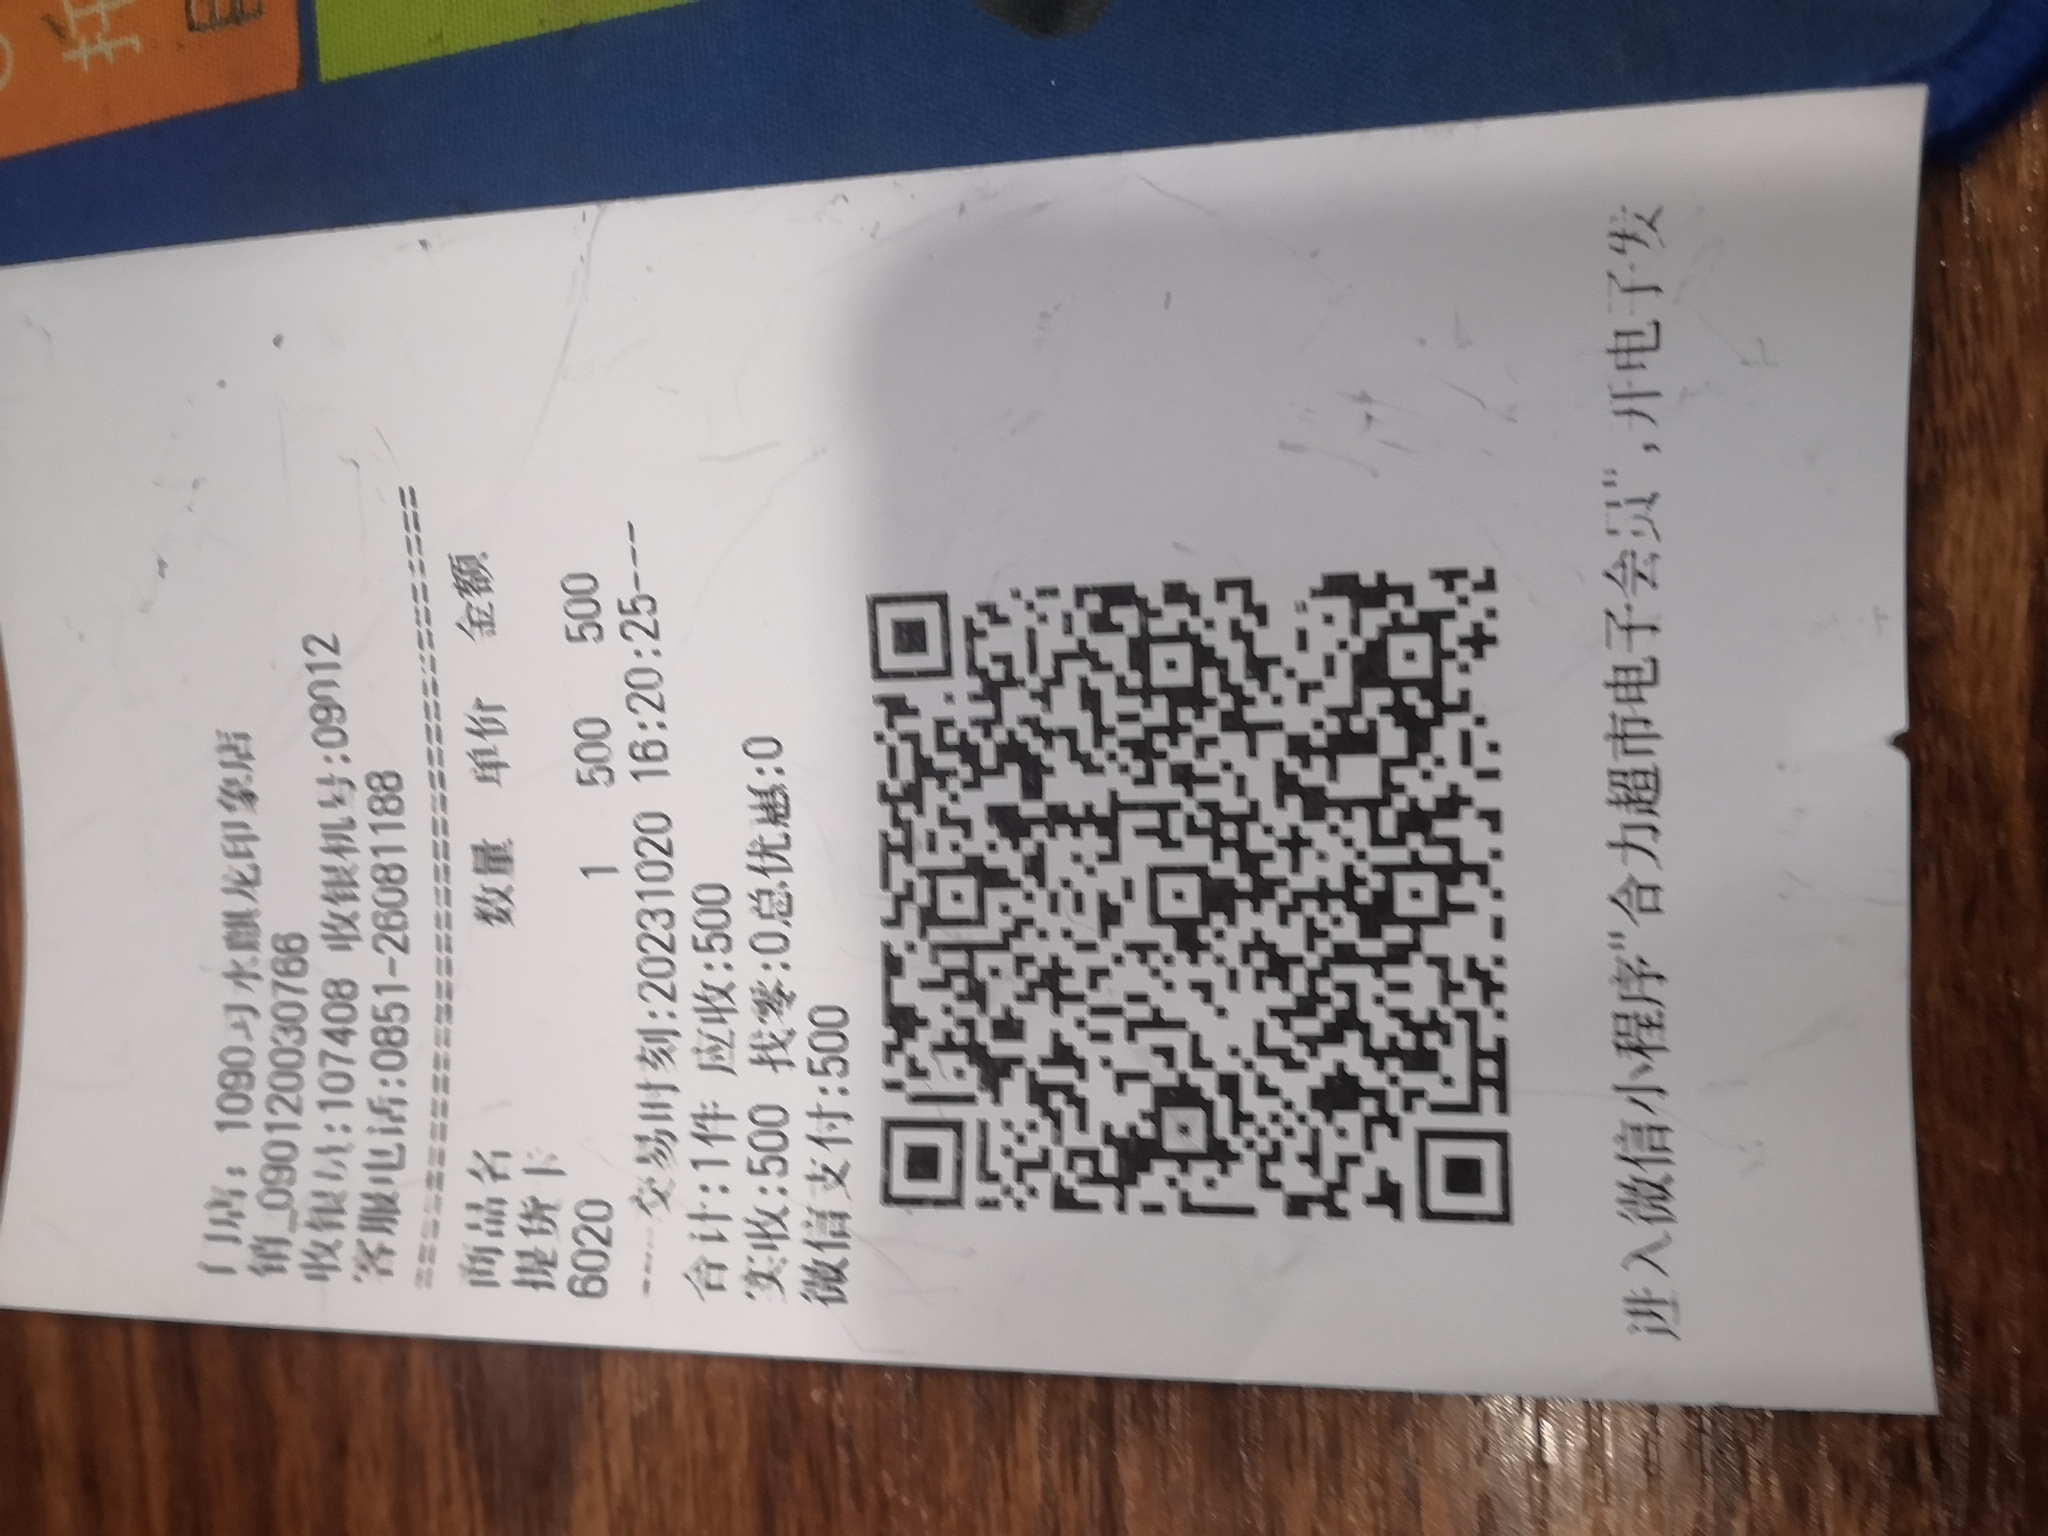 门店: 1090习水麒龙印象店
销_090120030766
收银员:107408 收银机号:09012
客服电话:0851-26081188
================================
商品名 数量 单价 金额
提货卡
6020 1 500 500
----交易时刻:20231020 16:20:25---
合计:1件 应收:500
实收:500 找零:0总优惠:0
微信支付:500
进入微信小程序"合力超市电子会员",开电子发